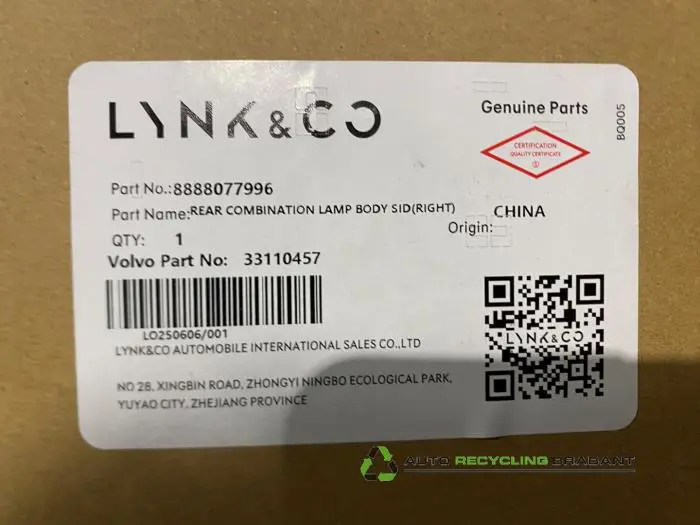 LYNK&CO
Genuine Parts
BQ005
CERTIFICATION
QUALITY CERTIFICATE
①
Part No.:8888077996
Part Name:REAR COMBINATION LAMP BODY SID(RIGHT)
Origin: CHINA
QTY: 1
Volvo Part No: 33110457
LO250606/001
LYNK&CO
LYNK&CO AUTOMOBILE INTERNATIONAL SALES CO.,LTD
NO 28, XINGBIN ROAD, ZHONGYI NINGBO ECOLOGICAL PARK,
YUYAO CITY, ZHEJIANG PROVINCE
AUTO RECYCLING BRABANT